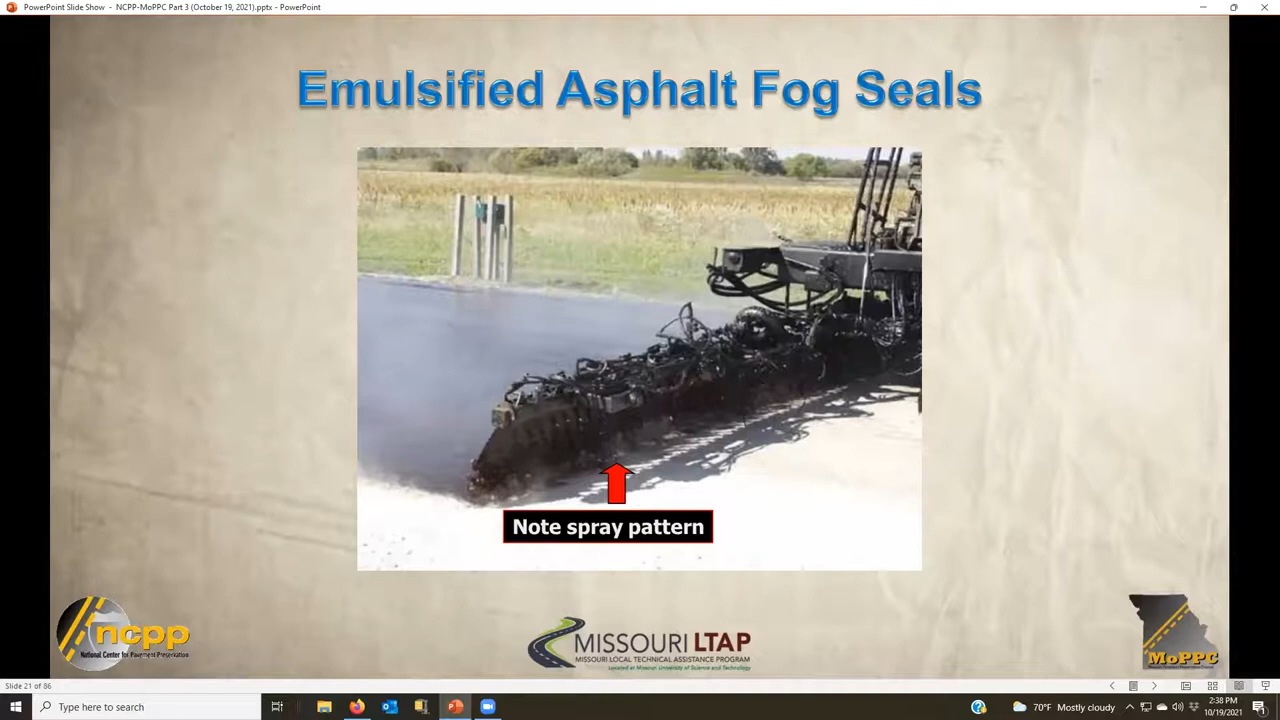 PowerPoint Slide Show - NCPP-MoPPC Part 3 (October 19, 2021).pptx - PowerPoint
Emulsified Asphalt Fog Seals
Note spray pattern
ncpp
National Center for Pavement Preservation
MISSOURI LTAP
MISSOURI LOCAL TECHNICAL ASSISTANCE PROGRAM
Located at Missouri University of Science and Technology
MoPPC
Slide 21 of 86
Type here to search
70°F Mostly cloudy
2:38 PM
10/19/2021